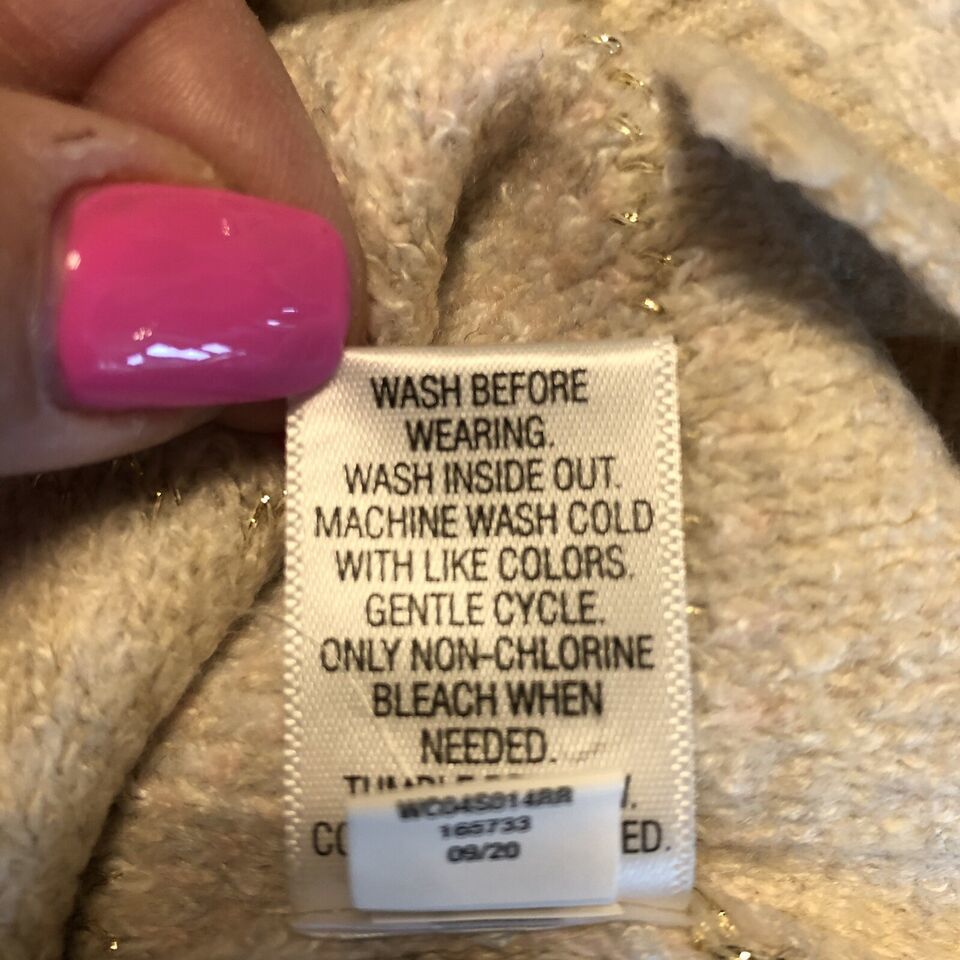 WASH BEFORE
WEARING.
WASH INSIDE OUT.
MACHINE WASH COLD
WITH LIKE COLORS.
GENTLE CYCLE.
ONLY NON-CHLORINE
BLEACH WHEN
NEEDED.
TUMBLE
165733
09/20